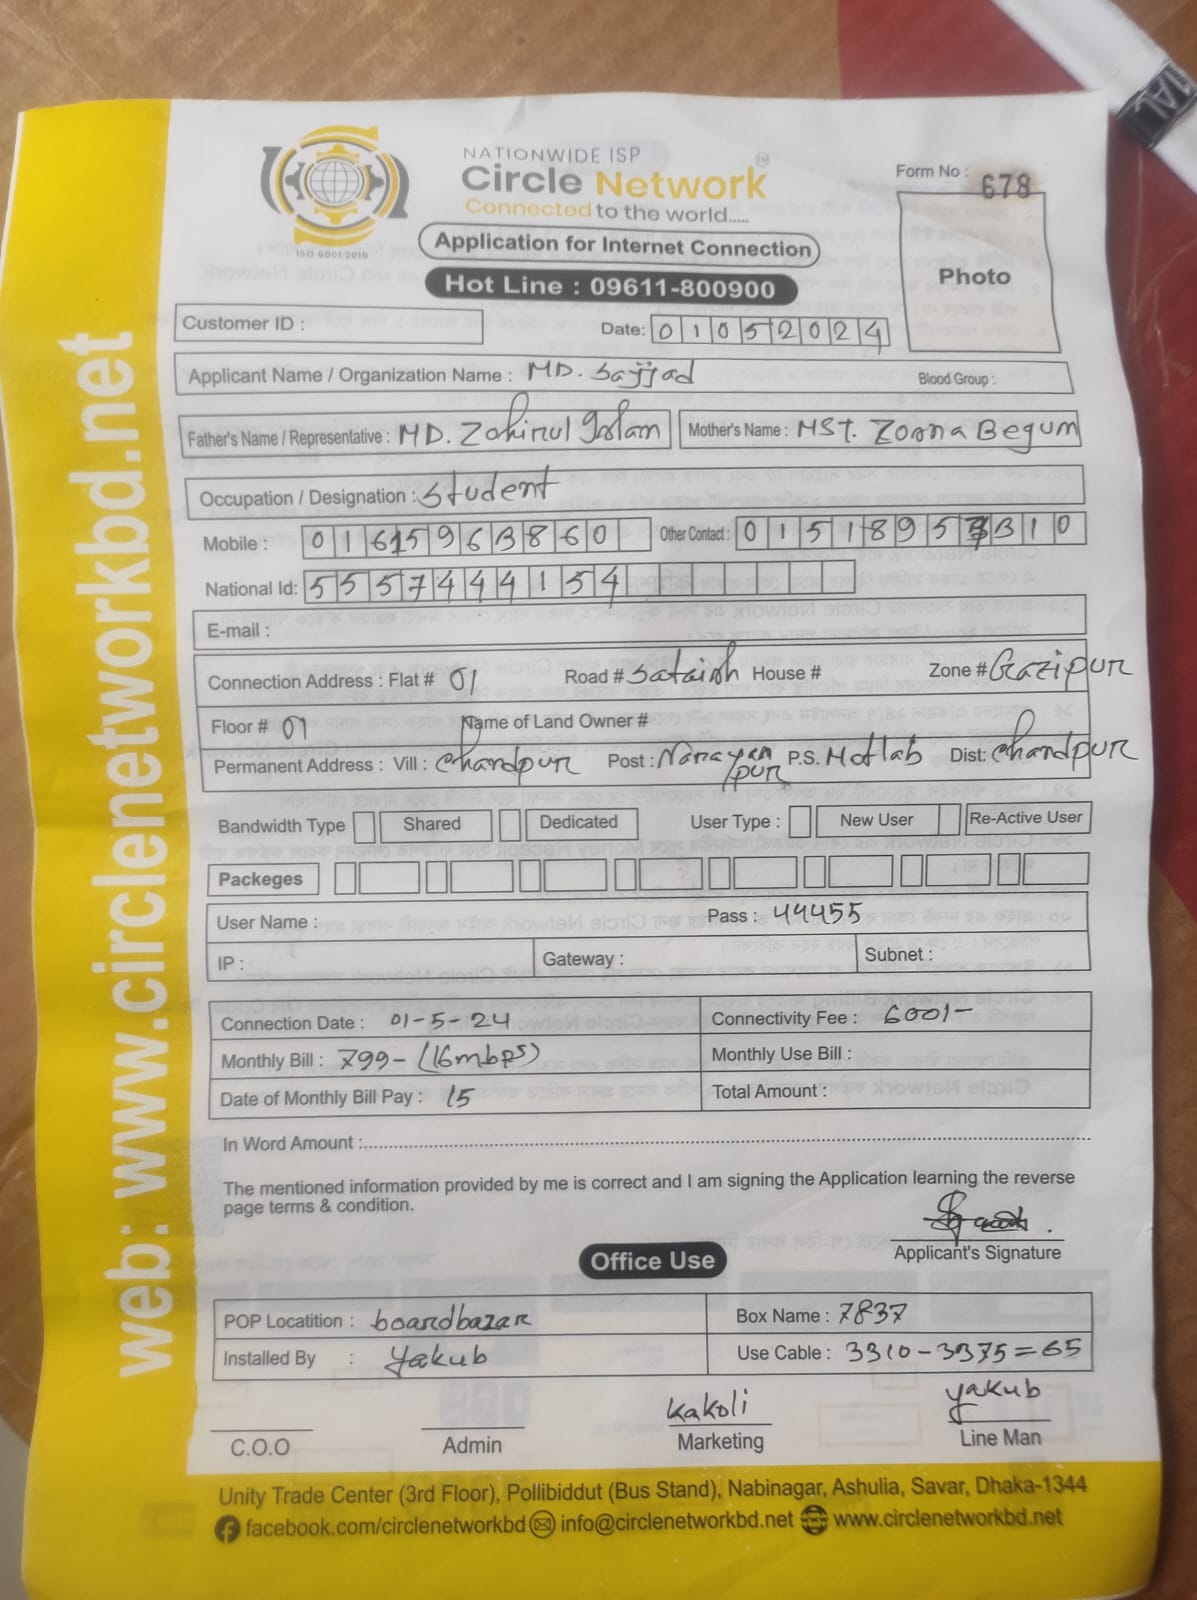 NATIONWIDE ISP
Circle Network TM
Connected to the world.....
ISO 9001:2015
Form No : 678
Photo
Application for Internet Connection
Hot Line : 09611-800900
Customer ID :
Date: 01052024
Applicant Name / Organization Name : MD. Sajjad
Blood Group :
Father's Name / Representative : MD. Zohirul Islam
Mother's Name : MST. Zorna Begum
Occupation / Designation : Student
Mobile : 01615963860
Other Contact : 01518957310
National Id: 5557444154
E-mail :
Connection Address : Flat # 01 Road # Sataish House # Zone # Gazipur
Floor # 01 Name of Land Owner #
Permanent Address : Vill : Chandpur Post : Narayanpur P.S. Motlab Dist: Chandpur
Bandwidth Type Shared Dedicated User Type : New User Re-Active User
Packeges
User Name : Pass : 44455
IP : Gateway : Subnet :
Connection Date : 01-5-24 Connectivity Fee : 600/-
Monthly Bill : 799- (16mbps) Monthly Use Bill :
Date of Monthly Bill Pay : 15 Total Amount :
In Word Amount :
The mentioned information provided by me is correct and I am signing the Application learning the reverse
page terms & condition.
Applicant's Signature
Office Use
POP Locatition : boardbazar Box Name : 7837
Installed By : Yakub Use Cable : 3310-3375=65
kakoli yakub
C.O.O Admin Marketing Line Man
Unity Trade Center (3rd Floor), Pollibiddut (Bus Stand), Nabinagar, Ashulia, Savar, Dhaka-1344
facebook.com/circlenetworkbd info@circlenetworkbd.net www.circlenetworkbd.net
web: www.circlenetworkbd.net